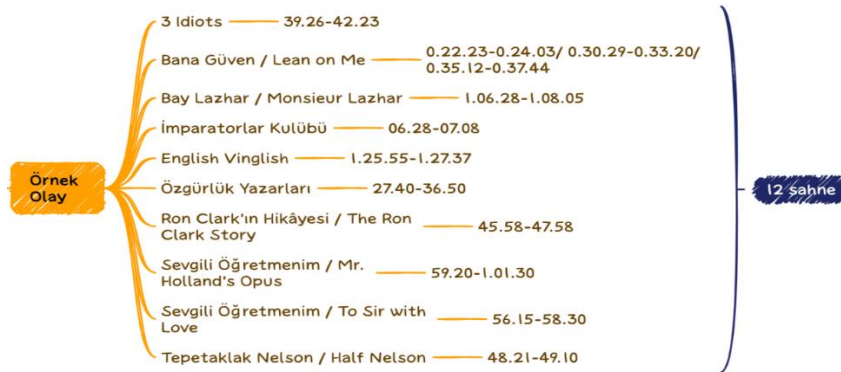 3 Idiots 39.26-42.23
Bana Güven / Lean on Me 0.22.23-0.24.03/ 0.30.29-0.33.20/
0.35.12-0.37.44
Bay Lazhar / Monsieur Lazhar 1.06.28-1.08.05
İmparatorlar Kulübü 06.28-07.08
English Vinglish 1.25.55-1.27.37
Örnek
Olay
Özgürlük Yazarları 27.40-36.50
12 sahne
Ron Clark'ın Hikâyesi / The Ron
Clark Story
45.58-47.58
Sevgili Öğretmenim / Mr.
Holland's Opus
59.20-1.01.30
Sevgili Öğretmenim / To Sir with
Love
56.15-58.30
Tepetaklak Nelson / Half Nelson 48.21-49.10